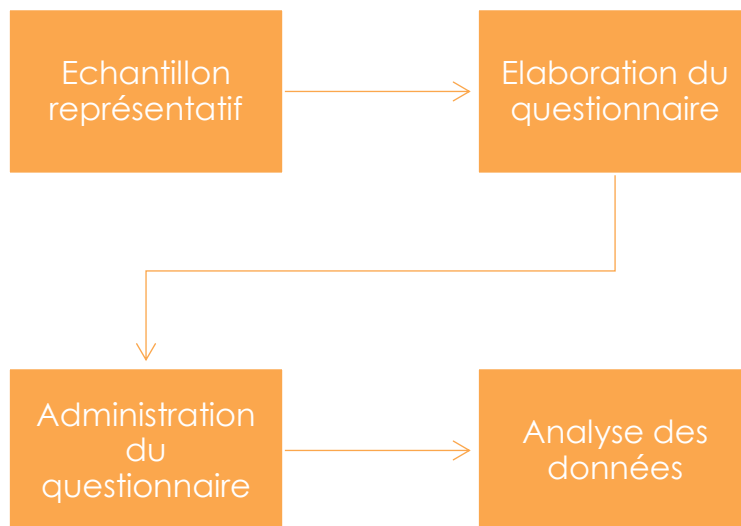 Echantillon
représentatif
Elaboration du
questionnaire
Administration
du
questionnaire
Analyse des
données